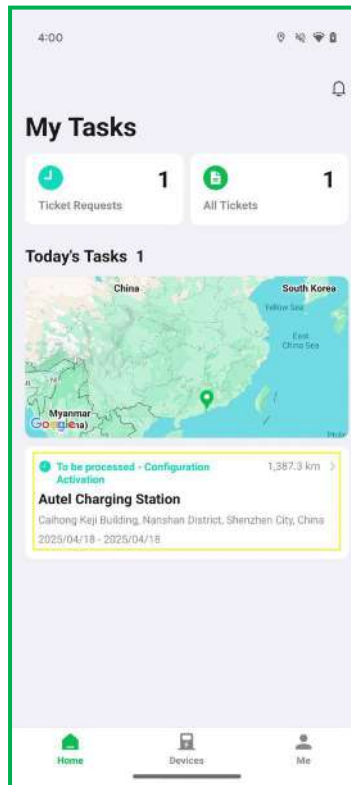 4:00
My Tasks
1
Ticket Requests
1
All Tickets
Today's Tasks 1
China
South Korea
Yellow Sea
East
China Sea
Myanmar
Google
To be processed - Configuration
Activation
1,387.3 km
Autel Charging Station
Caihong Keji Building, Nanshan District, Shenzhen City, China
2025/04/18 - 2025/04/18
Home
Devices
Me